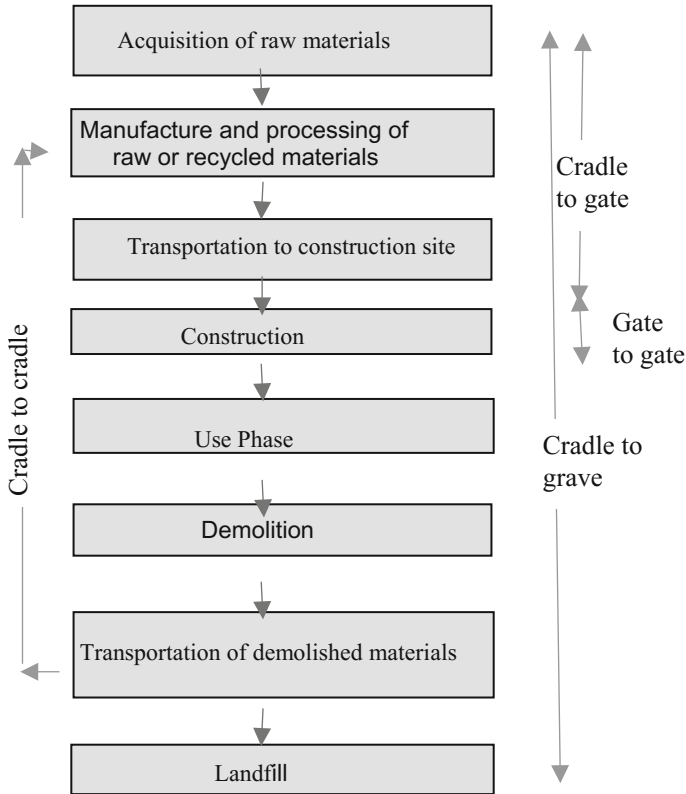 Acquisition of raw materials
Manufacture and processing of
raw or recycled materials
Transportation to construction site
Construction
Use Phase
Demolition
Transportation of demolished materials
Landfill
Cradle to cradle
Cradle
to gate
Gate
to gate
Cradle to
grave